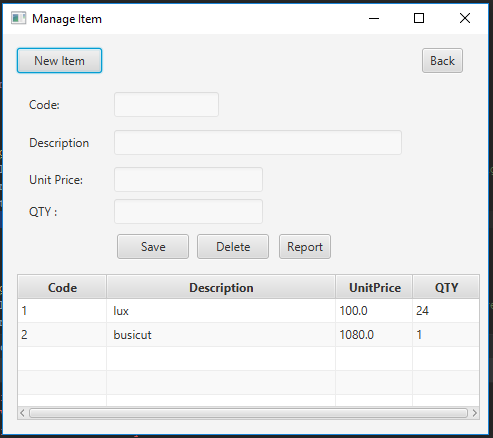 Manage Item
New Item
Back
Code:
Description
Unit Price:
QTY :
Save Delete Report
Code Description UnitPrice QTY
1 lux 100.0 24
2 busicut 1080.0 1